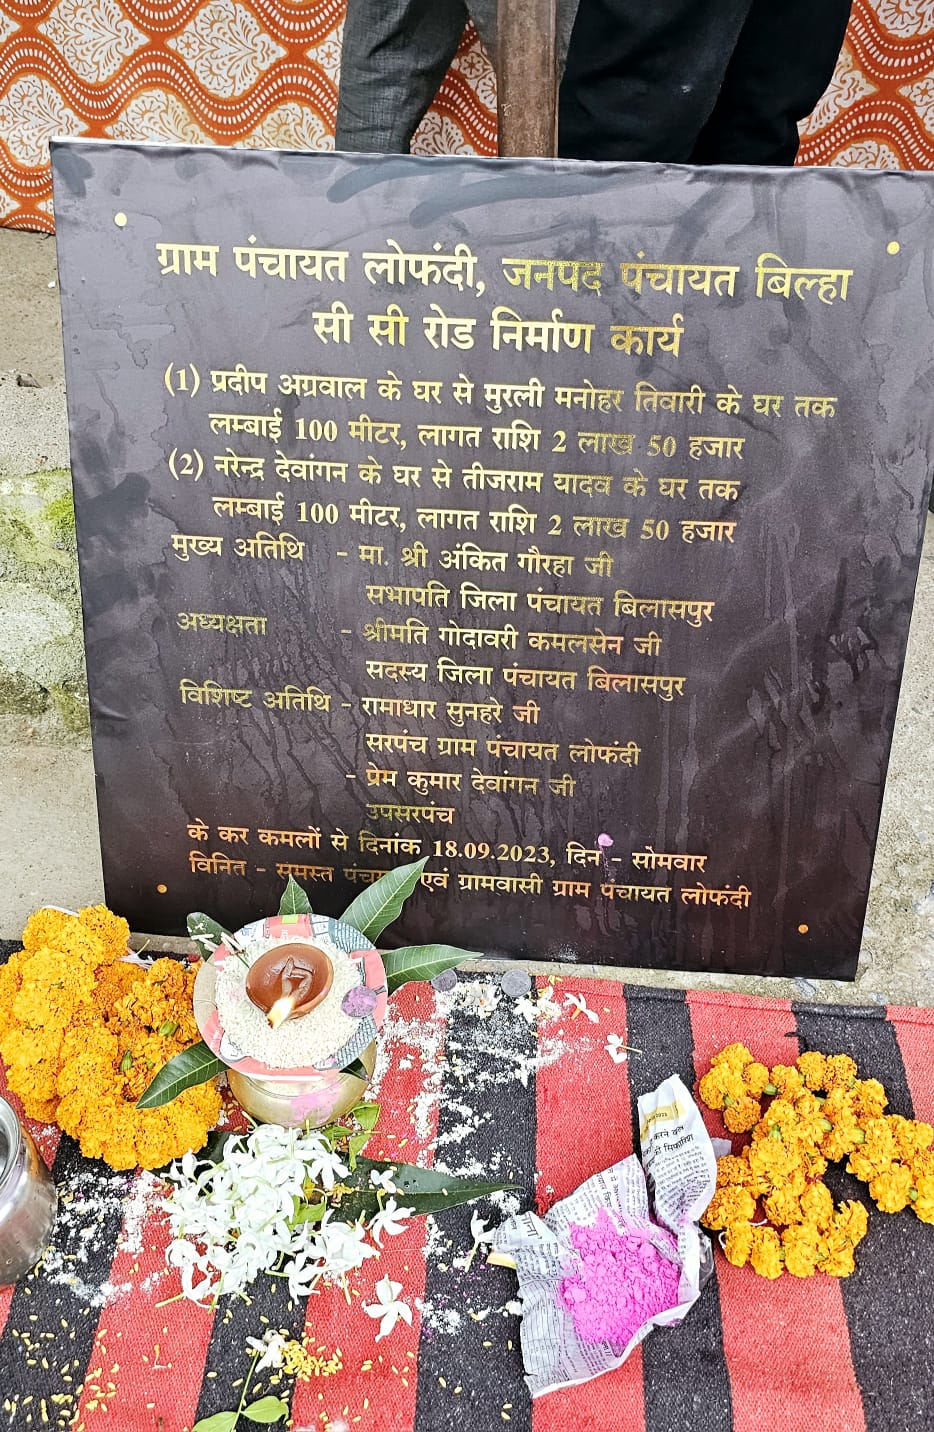 ग्राम पंचायत लोफंदी, जनपद पंचायत बिल्हा
सी सी रोड निर्माण कार्य
(1) प्रदीप अग्रवाल के घर से मुरली मनोहर तिवारी के घर तक
लम्बाई 100 मीटर, लागत राशि 2 लाख 50 हजार
(2) नरेन्द्र देवांगन के घर से तीजराम यादव के घर तक
लम्बाई 100 मीटर, लागत राशि 2 लाख 50 हजार
मुख्य अतिथि - मा. श्री अंकित गौरहा जी
सभापति जिला पंचायत बिलासपुर
अध्यक्षता - श्रीमति गोदावरी कमलसेन जी
सदस्य जिला पंचायत बिलासपुर
विशिष्ट अतिथि - रामाधार सुनहरे जी
सरपंच ग्राम पंचायत लोफंदी
- प्रेम कुमार देवांगन जी
उपसरपंच
के कर कमलों से दिनांक 18.09.2023, दिन - सोमवार
विनित - समस्त एवं ग्रामवासी ग्राम पंचायत लोफंदी